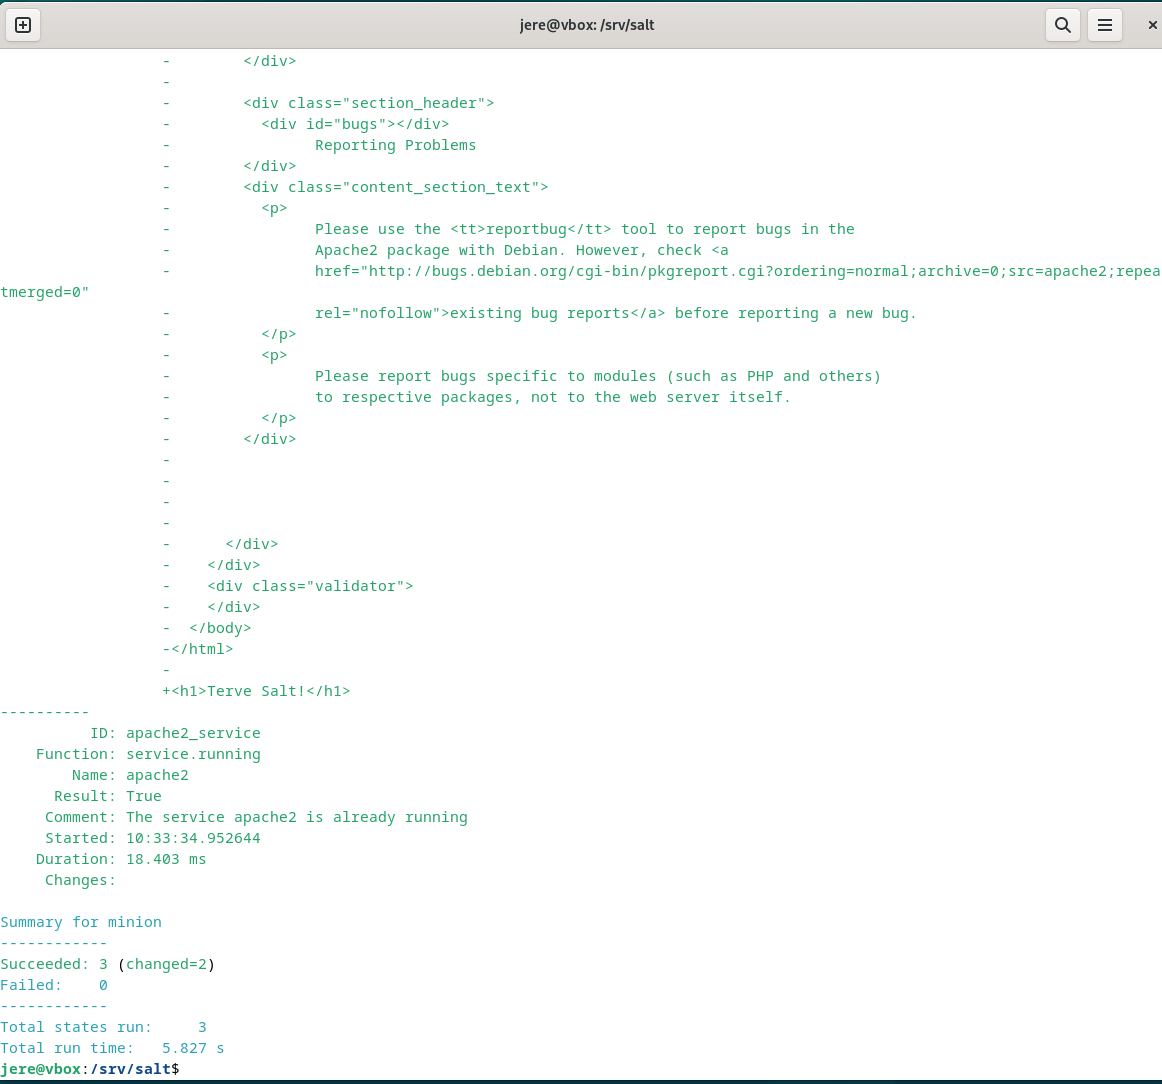 jere@vbox: /srv/salt
-        </div>
-
-        <div class="section_header">
-          <div id="bugs"></div>
-                Reporting Problems
-        </div>
-        <div class="content_section_text">
-          <p>
-                Please use the <tt>reportbug</tt> tool to report bugs in the
-                Apache2 package with Debian. However, check <a
-                href="http://bugs.debian.org/cgi-bin/pkgreport.cgi?ordering=normal;archive=0;src=apache2;repea
tmerged=0"
-                rel="nofollow">existing bug reports</a> before reporting a new bug.
-          </p>
-          <p>
-                Please report bugs specific to modules (such as PHP and others)
-                to respective packages, not to the web server itself.
-          </p>
-        </div>
-
-
-
-
-      </div>
-    </div>
-    <div class="validator">
-    </div>
-  </body>
-</html>
-
+<h1>Terve Salt!</h1>
----------
          ID: apache2_service
    Function: service.running
        Name: apache2
      Result: True
     Comment: The service apache2 is already running
     Started: 10:33:34.952644
    Duration: 18.403 ms
     Changes:
Summary for minion
------------
Succeeded: 3 (changed=2)
Failed:    0
------------
Total states run:     3
Total run time:   5.827 s
jere@vbox:/srv/salt$